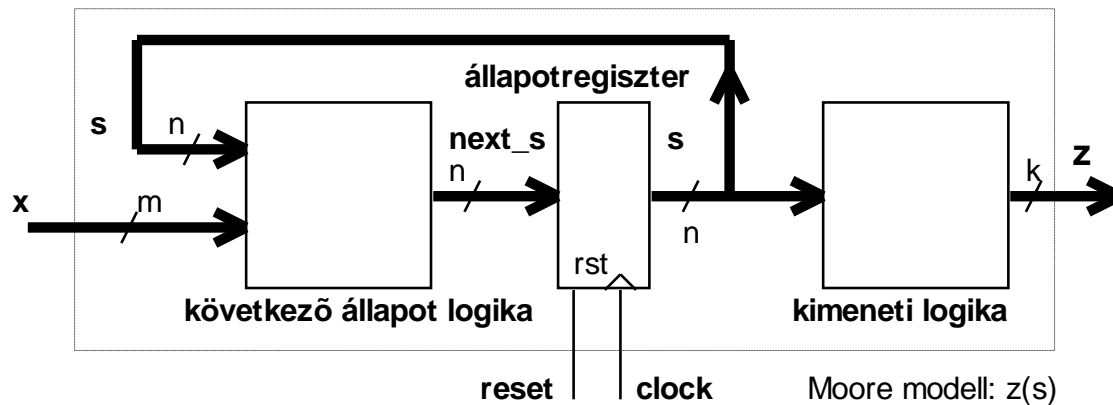 állapotregiszter
s
n
next_s
s
k
z
n
x
m
n
rst
következõ állapot logika
kimeneti logika
reset
clock
Moore modell: z(s)